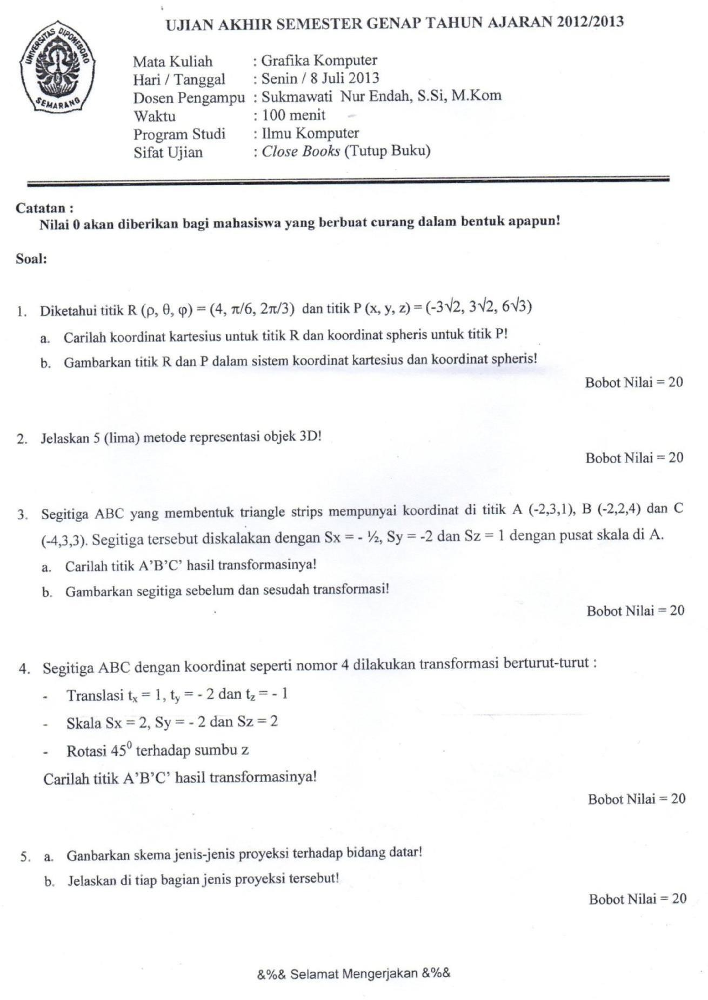 UNIVERSITAS DIPONEGORO
SEMARANG
UJIAN AKHIR SEMESTER GENAP TAHUN AJARAN 2012/2013
Mata Kuliah : Grafika Komputer
Hari / Tanggal : Senin / 8 Juli 2013
Dosen Pengampu : Sukmawati Nur Endah, S.Si, M.Kom
Waktu : 100 menit
Program Studi : Ilmu Komputer
Sifat Ujian : Close Books (Tutup Buku)
Catatan :
Nilai 0 akan diberikan bagi mahasiswa yang berbuat curang dalam bentuk apapun!
Soal:
1. Diketahui titik R (ρ, θ, φ) = (4, π/6, 2π/3) dan titik P (x, y, z) = (-3√2, 3√2, 6√3)
a. Carilah koordinat kartesius untuk titik R dan koordinat spheris untuk titik P!
b. Gambarkan titik R dan P dalam sistem koordinat kartesius dan koordinat spheris!
Bobot Nilai = 20
2. Jelaskan 5 (lima) metode representasi objek 3D!
Bobot Nilai = 20
3. Segitiga ABC yang membentuk triangle strips mempunyai koordinat di titik A (-2,3,1), B (-2,2,4) dan C
(-4,3,3). Segitiga tersebut diskalakan dengan Sx = - ½, Sy = -2 dan Sz = 1 dengan pusat skala di A.
a. Carilah titik A’B’C’ hasil transformasinya!
b. Gambarkan segitiga sebelum dan sesudah transformasi!
Bobot Nilai = 20
4. Segitiga ABC dengan koordinat seperti nomor 4 dilakukan transformasi berturut-turut :
- Translasi tx = 1, ty = - 2 dan tz = - 1
- Skala Sx = 2, Sy = - 2 dan Sz = 2
- Rotasi 45⁰ terhadap sumbu z
Carilah titik A’B’C’ hasil transformasinya!
Bobot Nilai = 20
5. a. Ganbarkan skema jenis-jenis proyeksi terhadap bidang datar!
b. Jelaskan di tiap bagian jenis proyeksi tersebut!
Bobot Nilai = 20
&%& Selamat Mengerjakan &%&